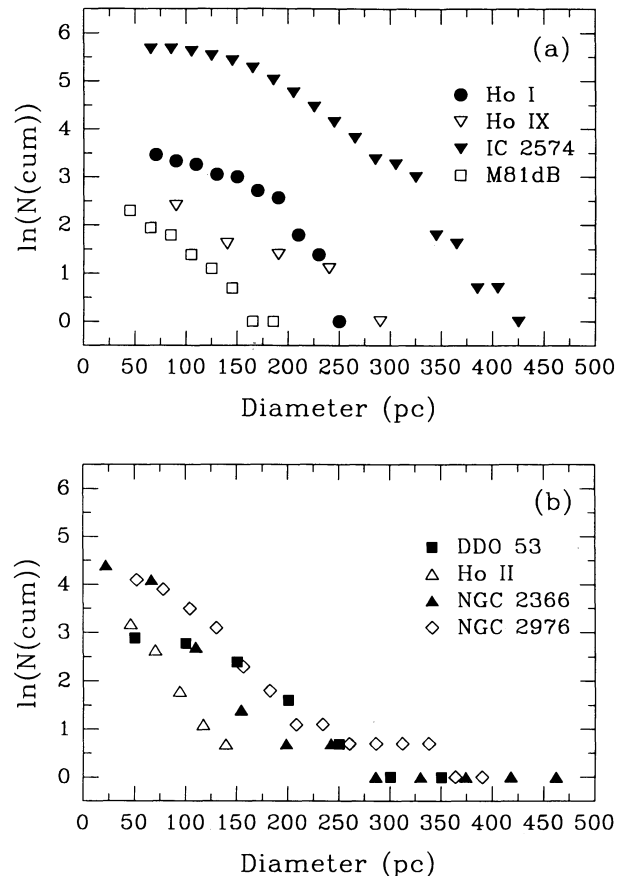 (a)
Ho I
Ho IX
IC 2574
M81dB
ln(N(cum))
6
5
4
3
2
1
0
0 50 100 150 200 250 300 350 400 450 500
Diameter (pc)
(b)
DDO 53
Ho II
NGC 2366
NGC 2976
ln(N(cum))
6
5
4
3
2
1
0
0 50 100 150 200 250 300 350 400 450 500
Diameter (pc)